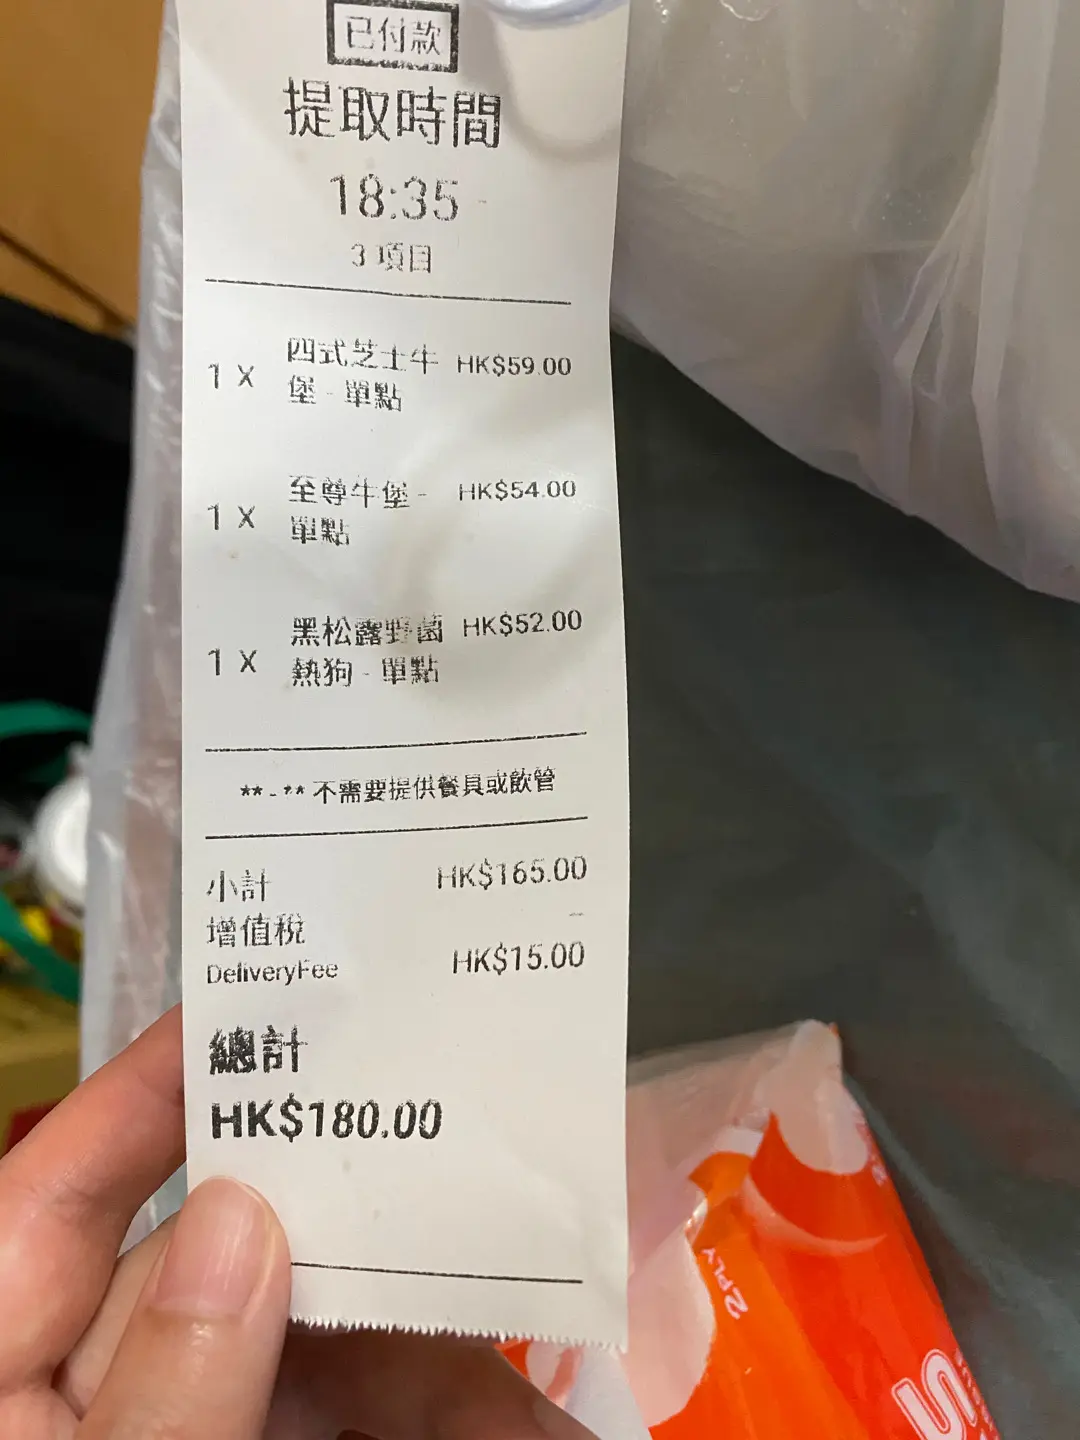 已付款
提取時間
18:35
3 項目
1 X 四式芝士牛 HK$59.00
堡 - 單點
1 X 至尊牛堡 - HK$54.00
單點
1 X 黑松露野菌 HK$52.00
熱狗 - 單點
** - ** 不需要提供餐具或飲管
小計 HK$165.00
增值稅 -
DeliveryFee HK$15.00
總計
HK$180.00
2PLY